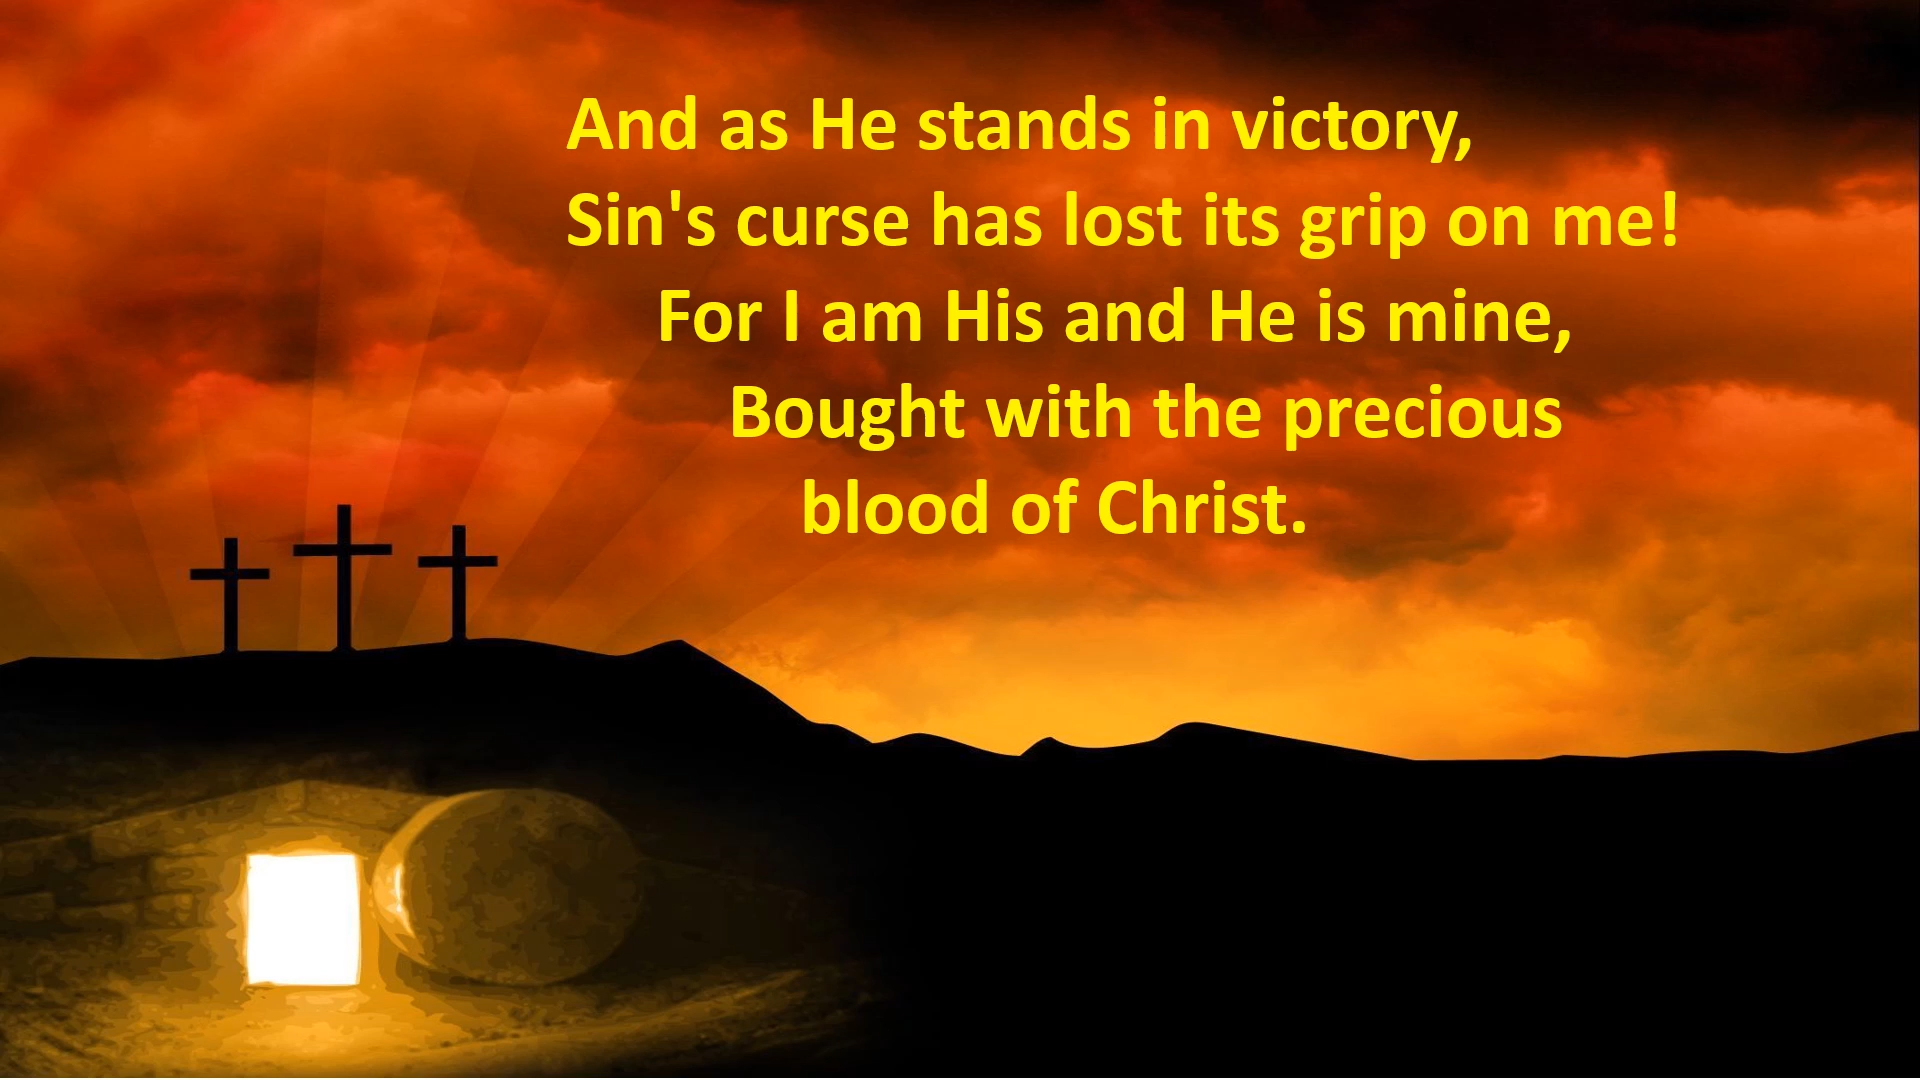 And as He stands in victory,
Sin's curse has lost its grip on me!
For I am His and He is mine,
Bought with the precious
blood of Christ.